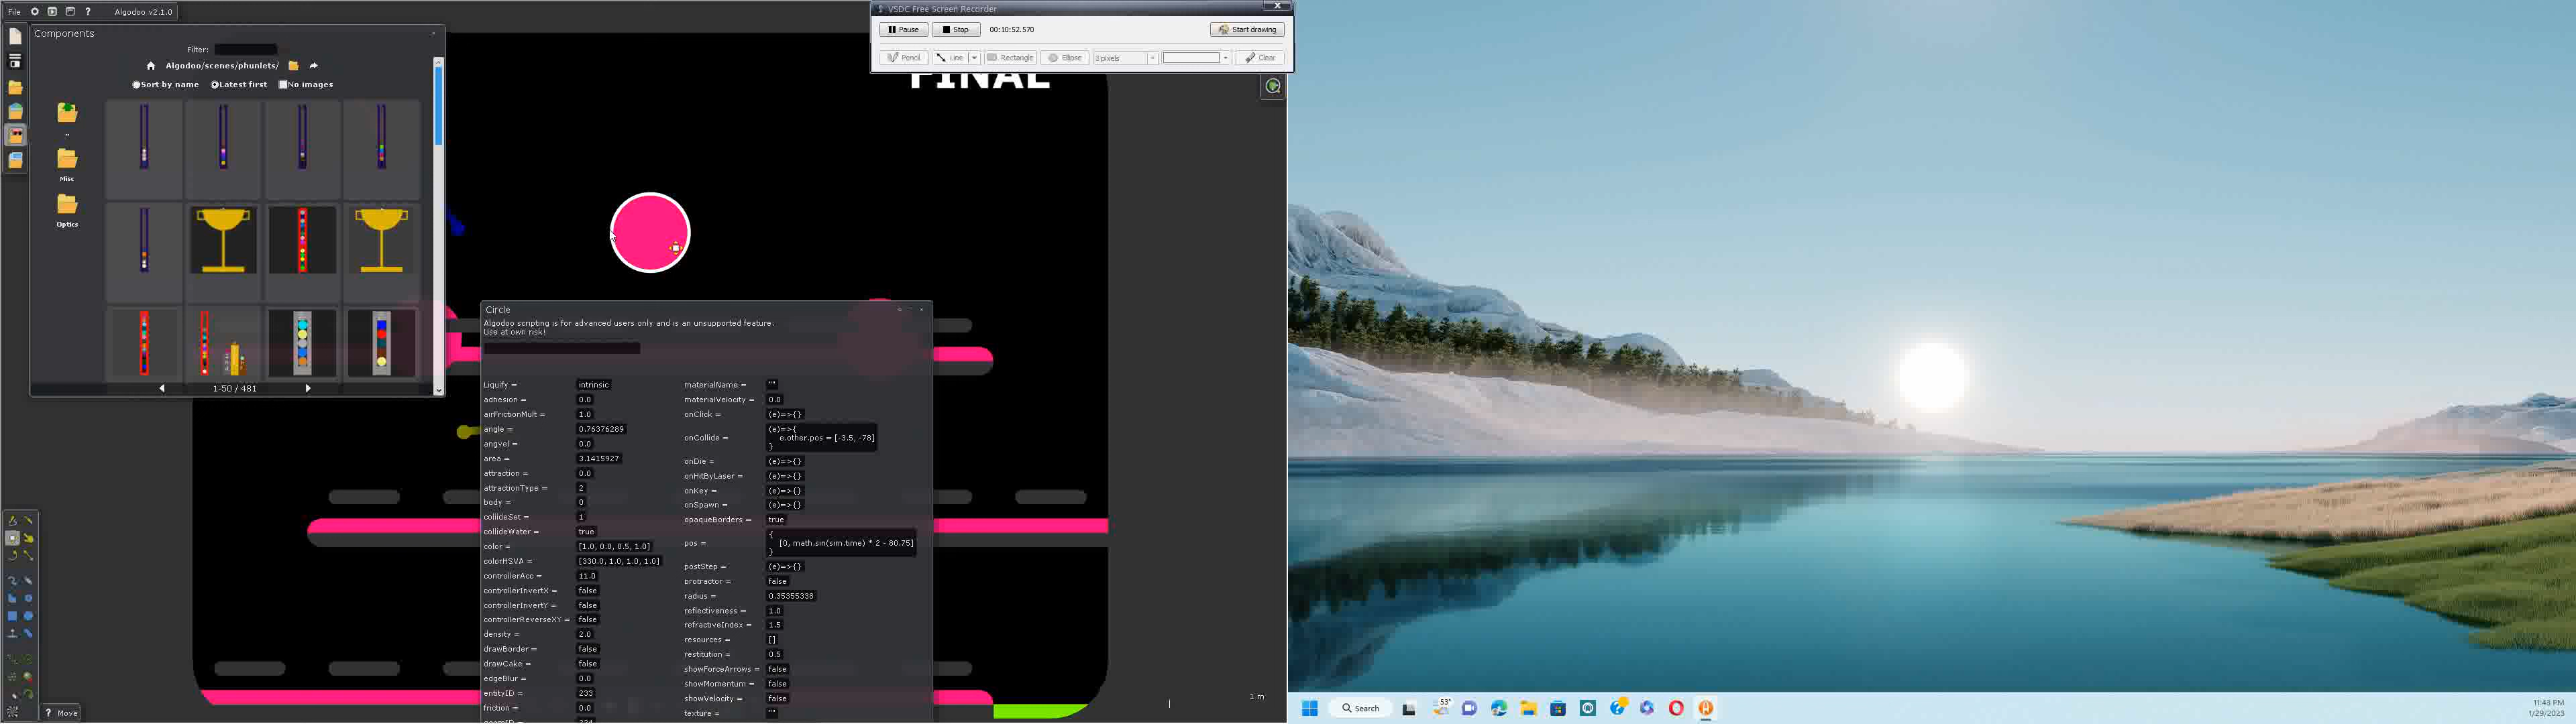 File ? Algodoo v2.1.0
Components
Filter:
Algodoo/scenes/phunlets/
Sort by name Latest first No images
..
Misc
Optics
1-50 / 481
VSDC Free Screen Recorder
Pause Stop 00:10:52.570 Start drawing
Pencil Line Rectangle Ellipse 3 pixels Clear
FINAL
Circle
Algodoo scripting is for advanced users only and is an unsupported feature.
Use at own risk!
Liquify = intrinsic
adhesion = 0.0
airFrictionMult = 1.0
angle = 0.76376289
angvel = 0.0
area = 3.1415927
attraction = 0.0
attractionType = 2
body = 0
collideSet = 1
collideWater = true
color = [1.0, 0.0, 0.5, 1.0]
colorHSVA = [330.0, 1.0, 1.0, 1.0]
controllerAcc = 11.0
controllerInvertX = false
controllerInvertY = false
controllerReverseXY = false
density = 2.0
drawBorder = false
drawCake = false
edgeBlur = 0.0
entityID = 233
friction = 0.0
materialName = ""
materialVelocity = 0.0
onClick = (e)=>{}
onCollide = (e)=>{
e.other.pos = [-3.5, -78]
}
onDie = (e)=>{}
onHitByLaser = (e)=>{}
onKey = (e)=>{}
onSpawn = (e)=>{}
opaqueBorders = true
pos = {
[0, math.sin(sim.time) * 2 - 80.75]
}
postStep = (e)=>{}
protractor = false
radius = 0.35355338
reflectiveness = 1.0
refractiveIndex = 1.5
resources = []
restitution = 0.5
showForceArrows = false
showMomentum = false
showVelocity = false
texture = ""
? Move
1 m
Search
53°
11:43 PM
1/29/2023